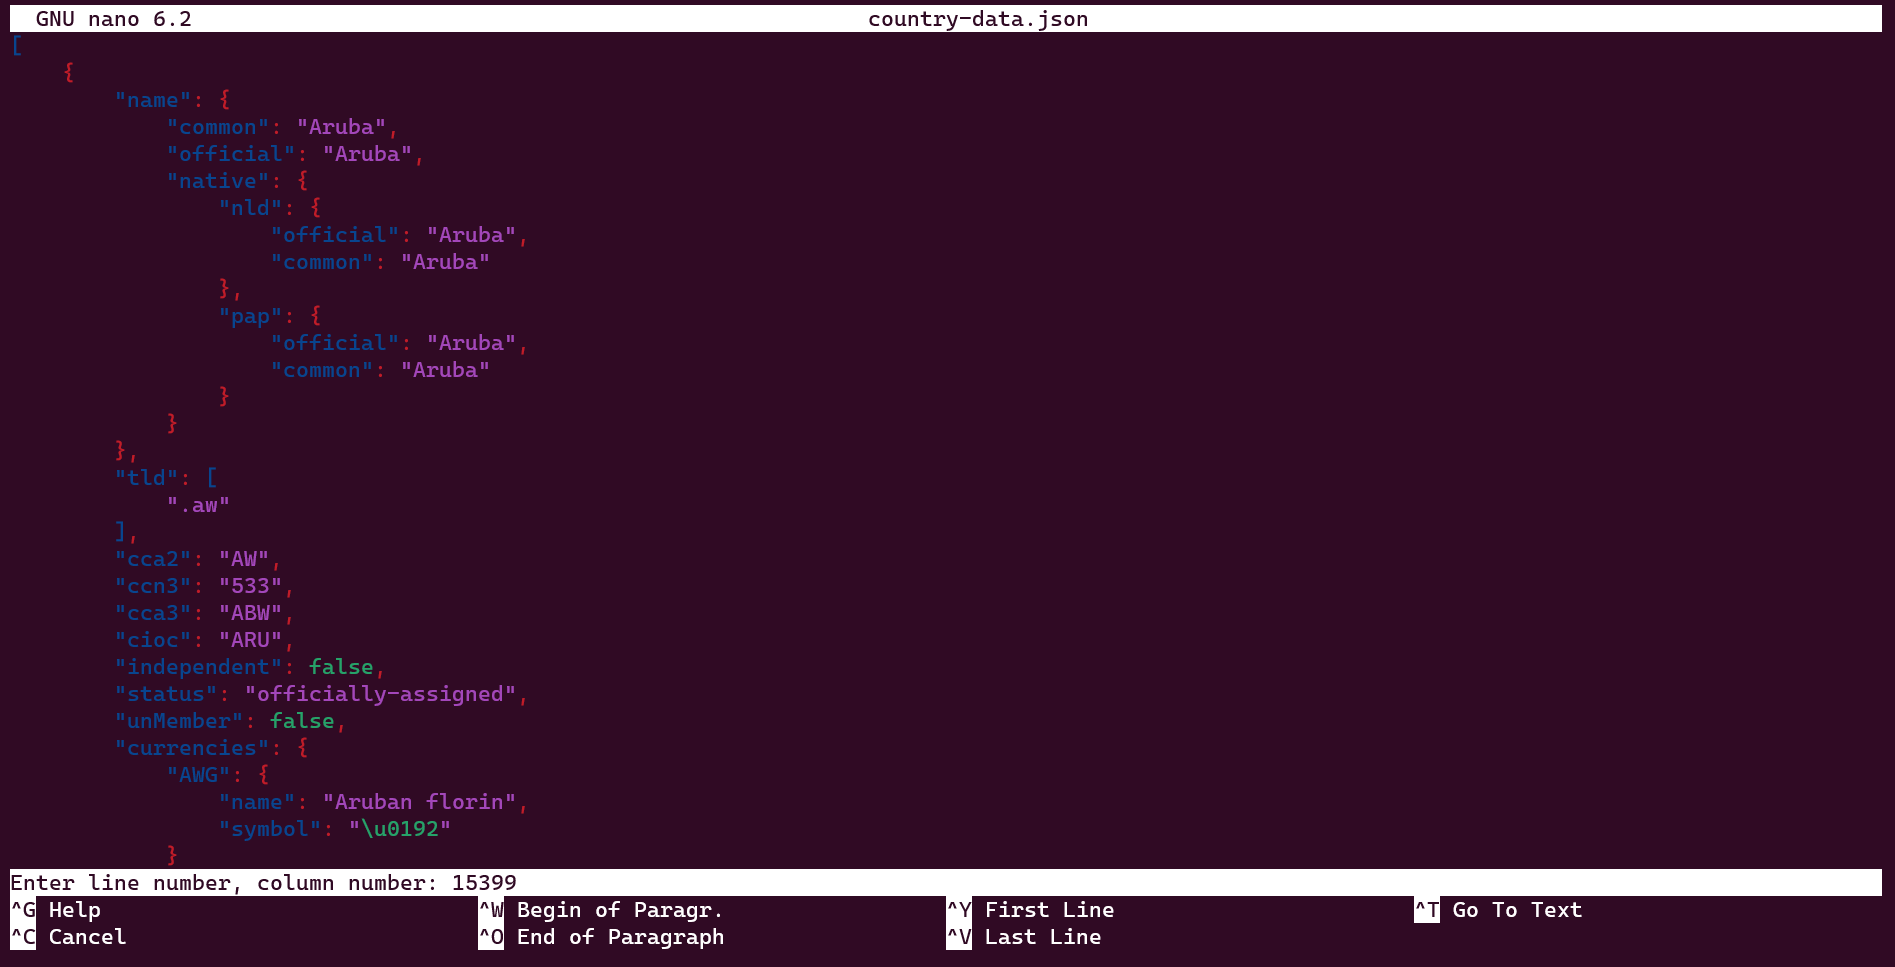 GNU nano 6.2 country-data.json
[
    {
        "name": {
            "common": "Aruba",
            "official": "Aruba",
            "native": {
                "nld": {
                    "official": "Aruba",
                    "common": "Aruba"
                },
                "pap": {
                    "official": "Aruba",
                    "common": "Aruba"
                }
            }
        },
        "tld": [
            ".aw"
        ],
        "cca2": "AW",
        "ccn3": "533",
        "cca3": "ABW",
        "cioc": "ARU",
        "independent": false,
        "status": "officially-assigned",
        "unMember": false,
        "currencies": {
            "AWG": {
                "name": "Aruban florin",
                "symbol": "\u0192"
            }
Enter line number, column number: 15399
^G Help ^W Begin of Paragr. ^Y First Line ^T Go To Text
^C Cancel ^O End of Paragraph ^V Last Line